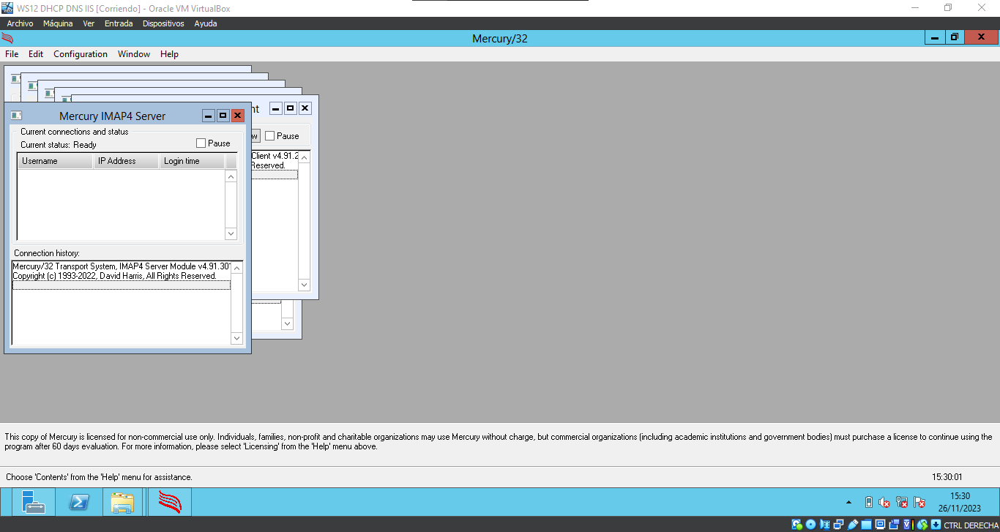 WS12 DHCP DNS IIS [Corriendo] - Oracle VM VirtualBox
Archivo Máquina Ver Entrada Dispositivos Ayuda
Mercury/32
File Edit Configuration Window Help
Mercury IMAP4 Server
nt
Current connections and status
Current status: Ready
Pause
w
Pause
Username IP Address Login time
Client v4.91.2
Reserved.
Connection history:
Mercury/32 Transport System, IMAP4 Server Module v4.91.301
Copyright (c) 1993-2022, David Harris, All Rights Reserved.
This copy of Mercury is licensed for non-commercial use only. Individuals, families, non-profit and charitable organizations may use Mercury without charge, but commercial organizations (including academic institutions and government bodies) must purchase a license to continue using the
program after 60 days evaluation. For more information, please select 'Licensing' from the 'Help' menu above.
Choose 'Contents' from the 'Help' menu for assistance.
15:30:01
15:30
26/11/2023
CTRL DERECHA